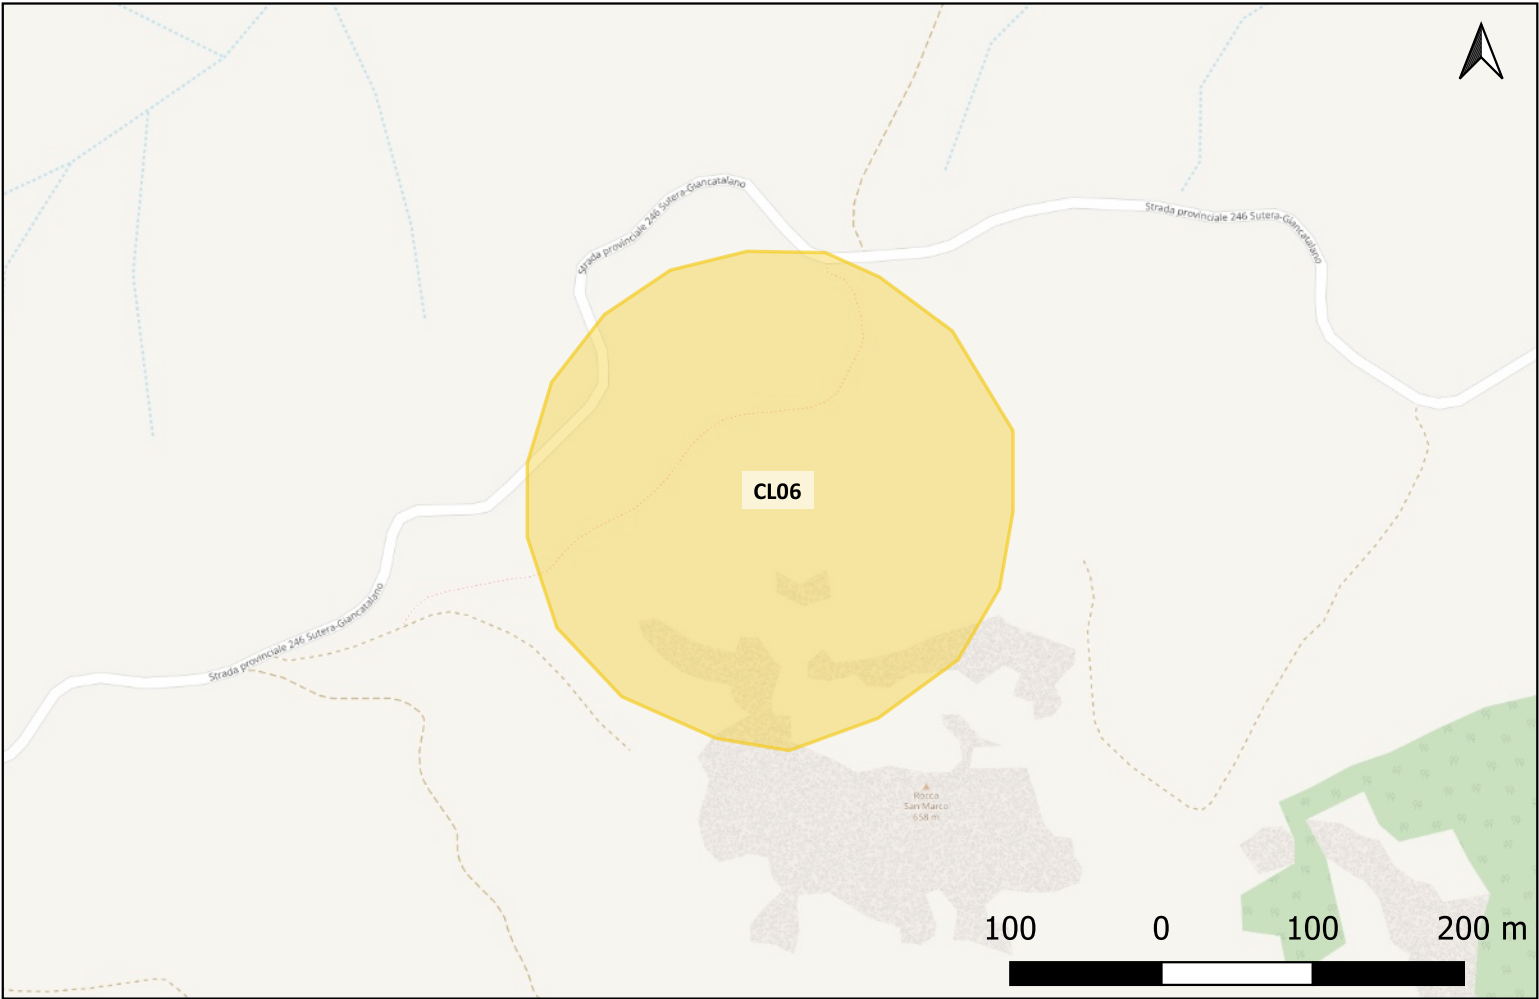 Strada provinciale 246 Sutera-Giancatalano
Strada provinciale 246 Sutera-Giancatalano
CL06
Strada provinciale 246 Sutera-Giancatalano
Rocca
San Marco
658 m
100 0 100 200 m